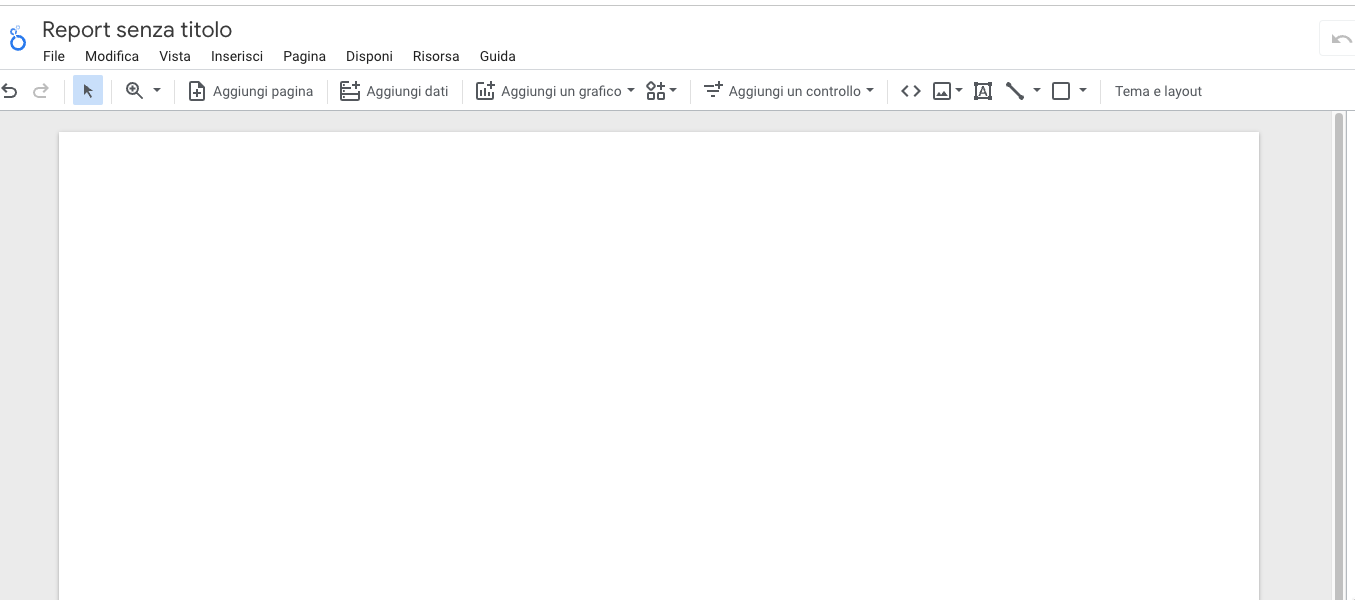 Report senza titolo
File Modifica Vista Inserisci Pagina Disponi Risorsa Guida
Aggiungi pagina Aggiungi dati Aggiungi un grafico Aggiungi un controllo A Tema e layout